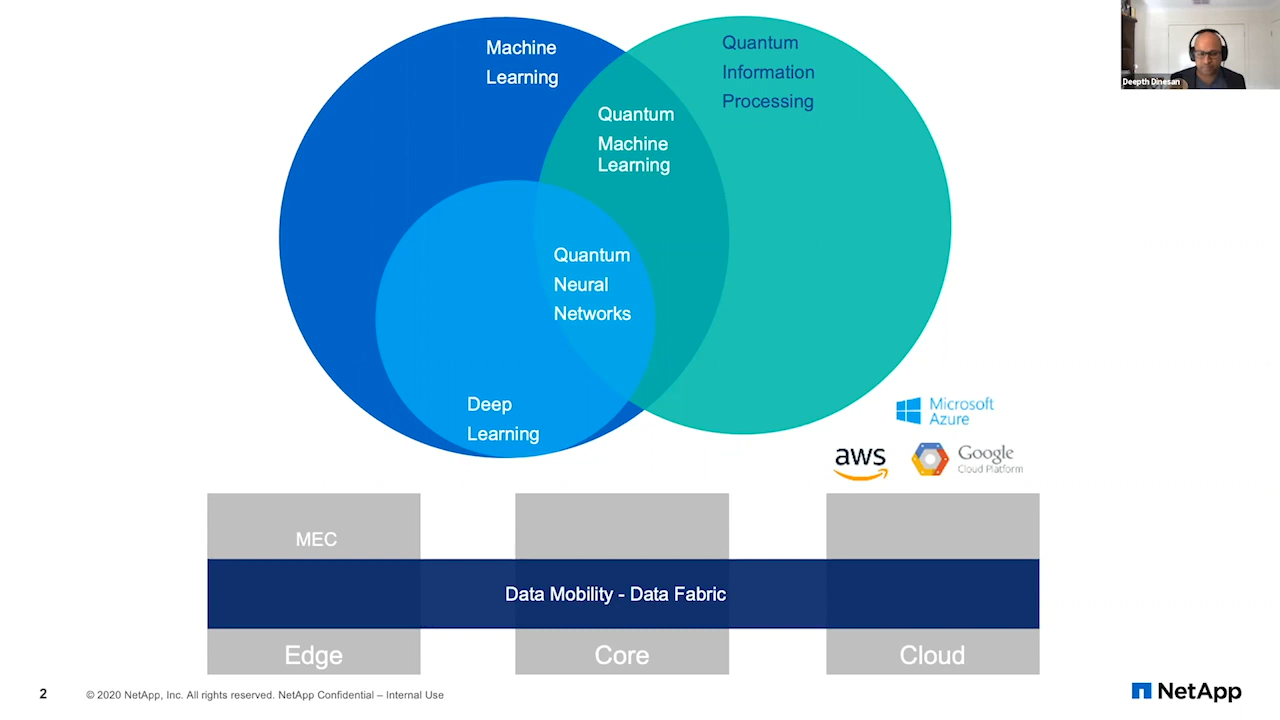 Machine
Learning
Quantum
Information
Processing
Quantum
Machine
Learning
Quantum
Neural
Networks
Deep
Learning
Deepth Dinesan
Microsoft
Azure
aws
Google
Cloud Platform
MEC
Data Mobility - Data Fabric
Edge
Core
Cloud
2
© 2020 NetApp, Inc. All rights reserved. NetApp Confidential – Internal Use
NetApp